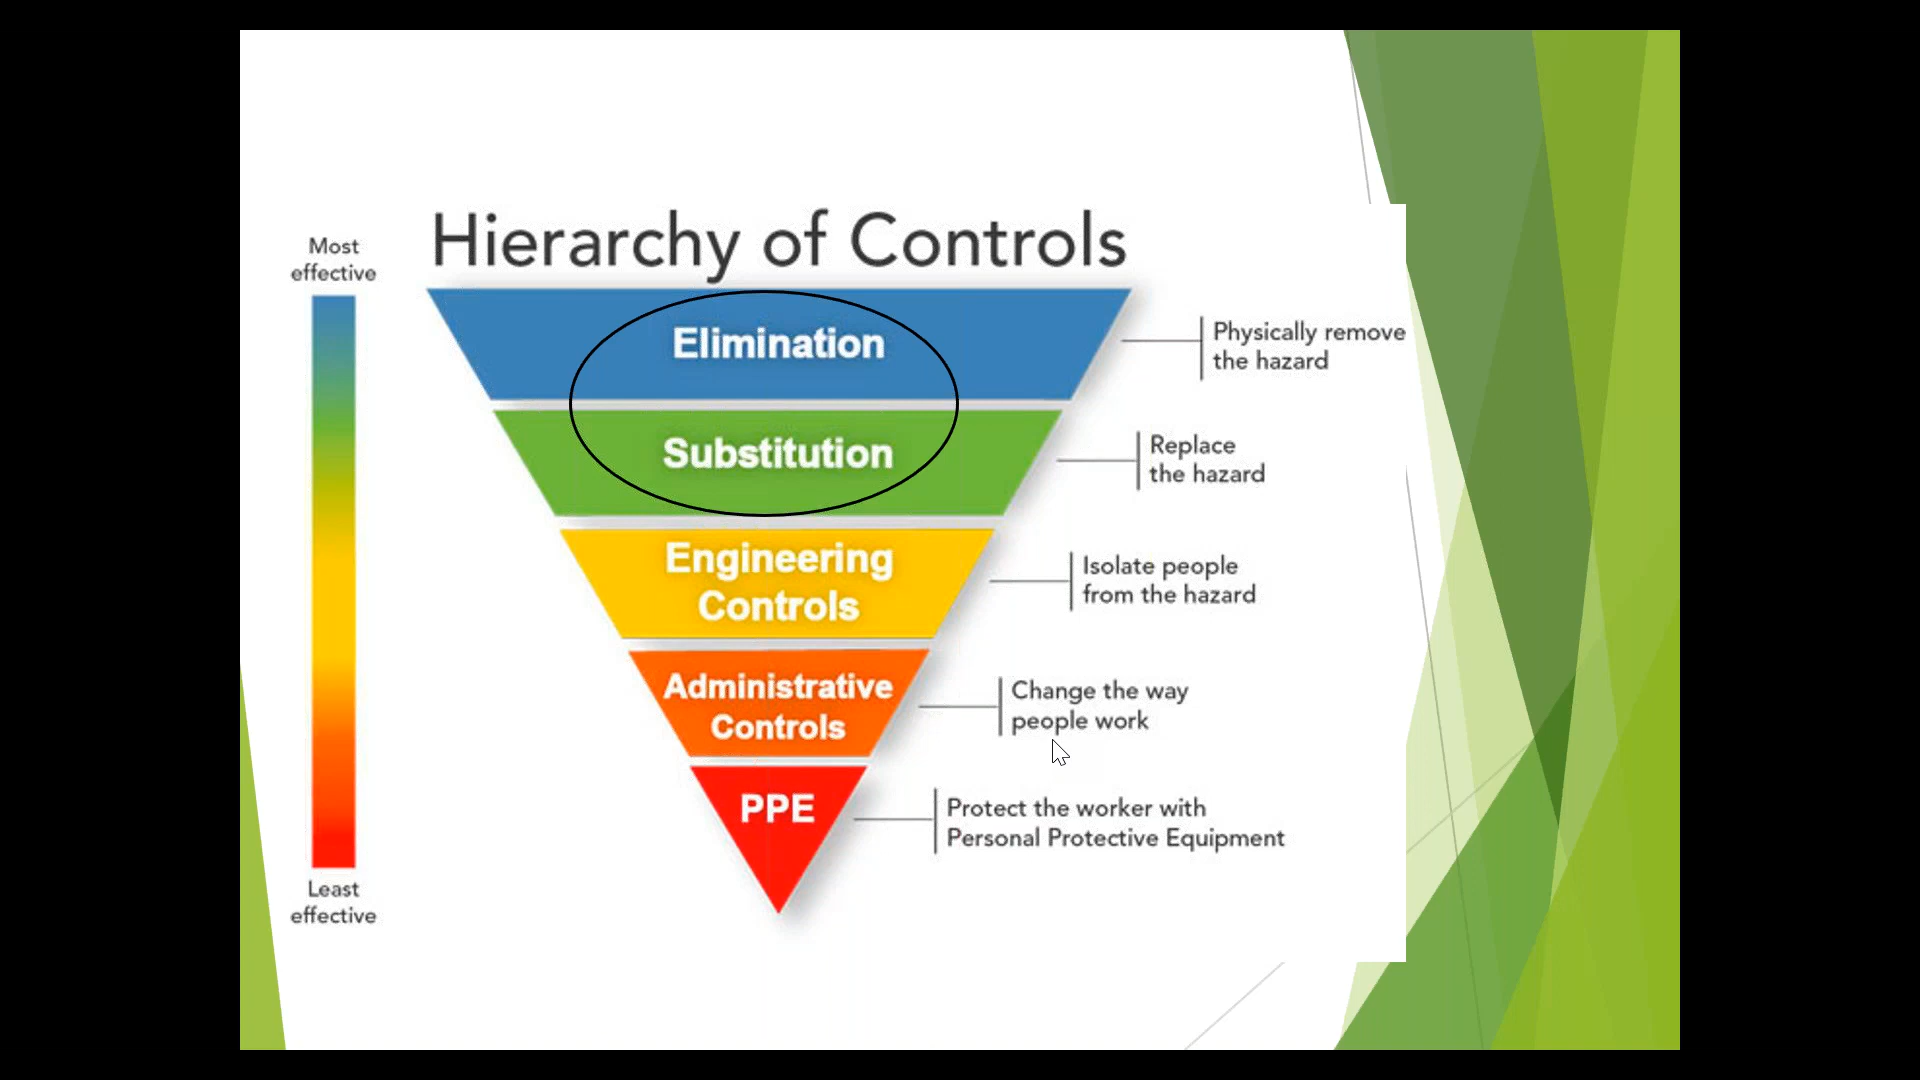 Hierarchy of Controls
Most
effective
Elimination
Physically remove
the hazard
Substitution
Replace
the hazard
Engineering
Controls
Isolate people
from the hazard
Administrative
Controls
Change the way
people work
PPE
Protect the worker with
Personal Protective Equipment
Least
effective